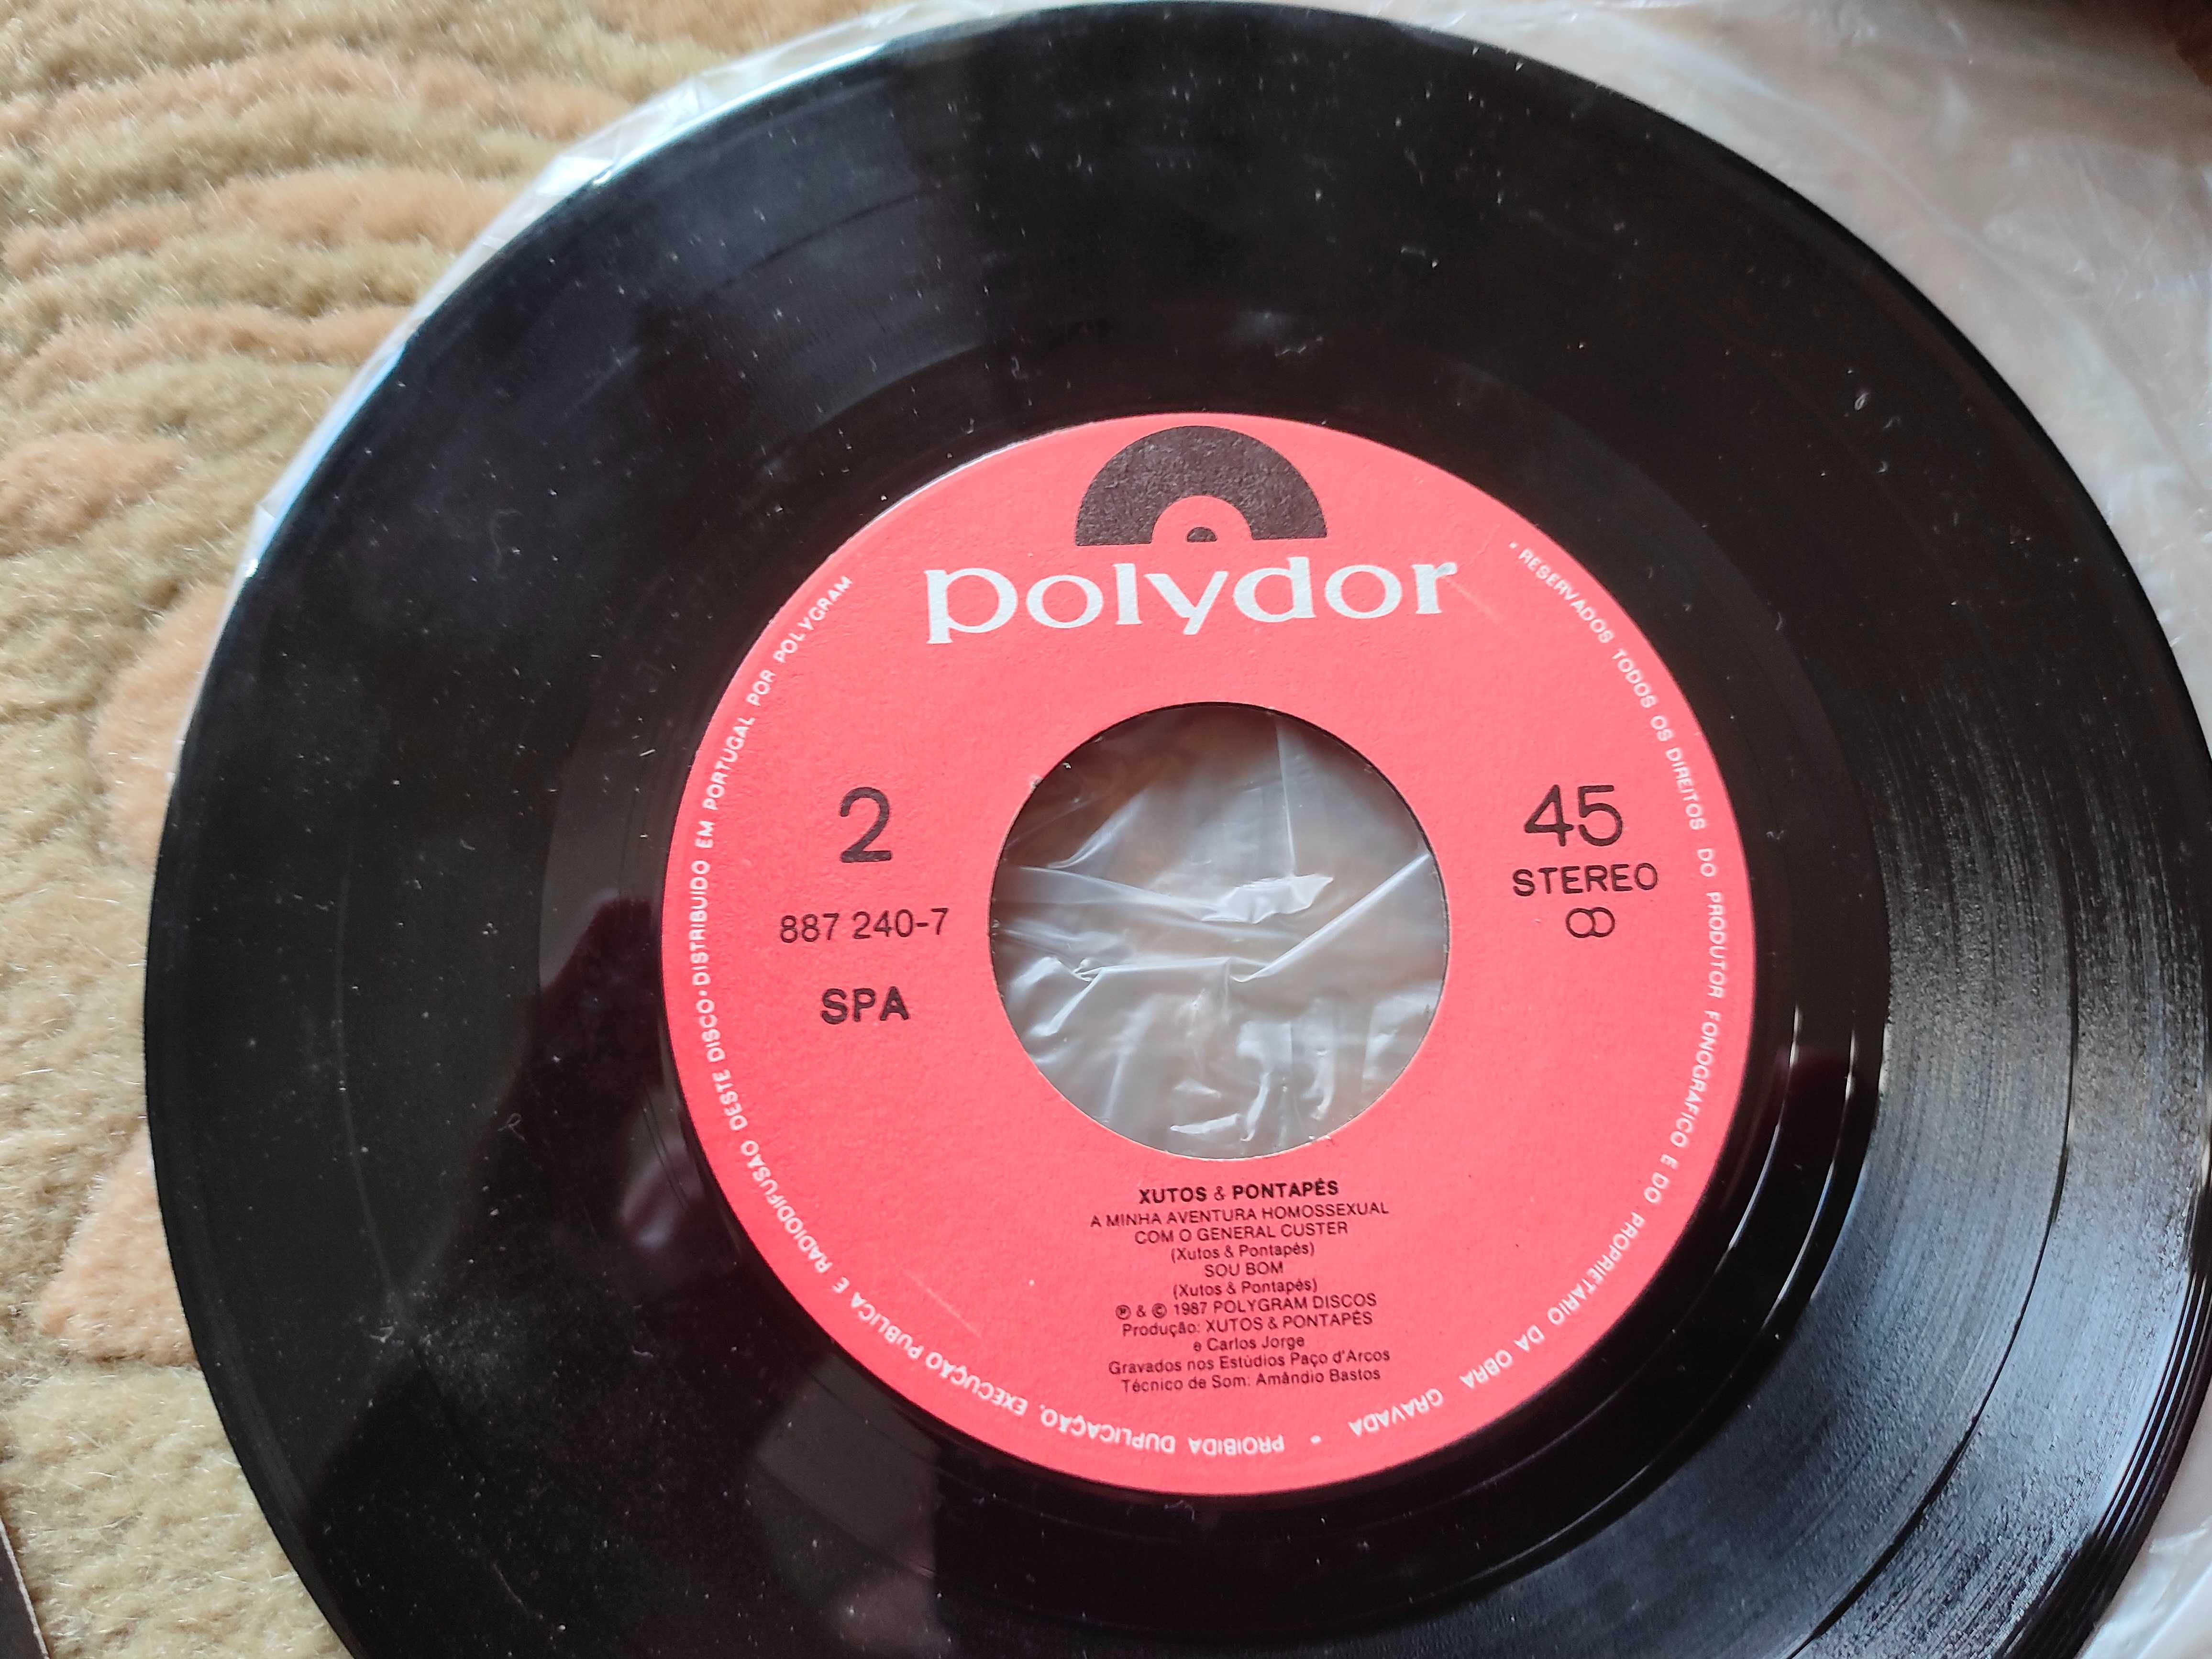 polydor
2
887 240-7
SPA
45
STEREO
XUTOS & PONTAPÉS
A MINHA AVENTURA HOMOSSEXUAL
COM O GENERAL CUSTER
(Xutos & Pontapés)
SOU BOM
(Xutos & Pontapés)
℗ & © 1987 POLYGRAM DISCOS
Produção: XUTOS & PONTAPÉS
e Carlos Jorge
Gravados nos Estúdios Paço d'Arcos
Técnico de Som: Amândio Bastos
• RESERVADOS TODOS OS DIREITOS DO PRODUTOR FONOGRAFICO E DO PROPRIETARIO DA OBRA GRAVADA • PROIBIDA DUPLICAÇÃO, EXECUÇÃO PUBLICA E RADIODIFUSÃO DESTE DISCO•DISTRIBUIDO EM PORTUGAL POR POLYGRAM